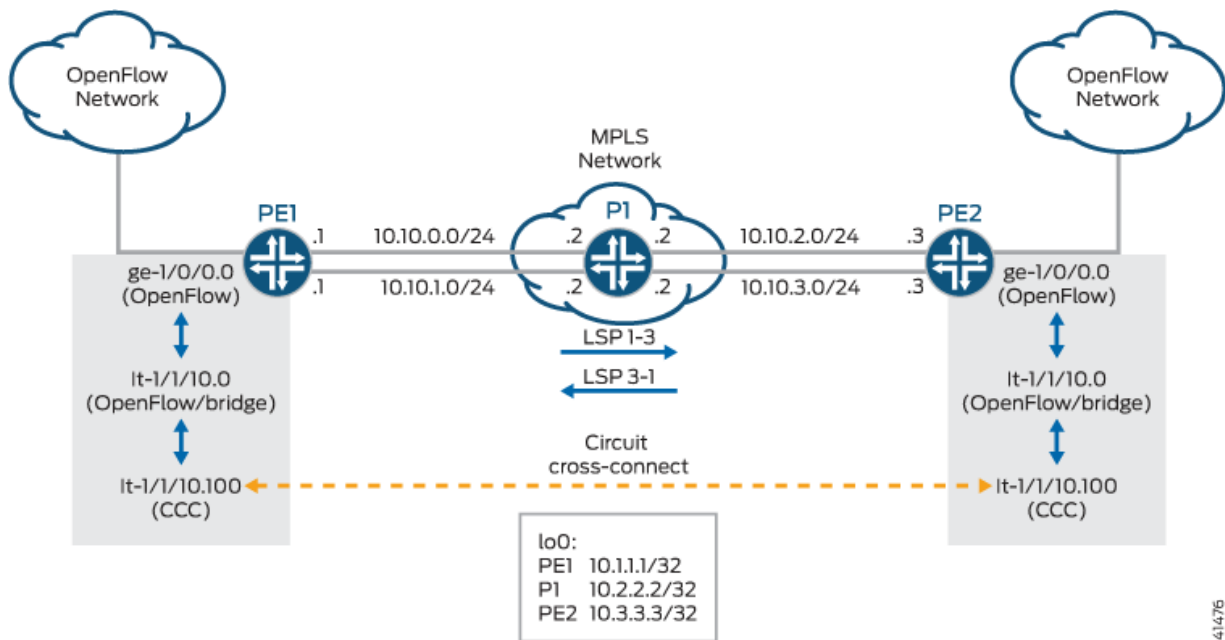 OpenFlow
Network
OpenFlow
Network
MPLS
Network
PE1
P1
PE2
.1
10.10.0.0/24
.2
.2
10.10.2.0/24
.3
.1
10.10.1.0/24
.2
.2
10.10.3.0/24
.3
ge-1/0/0.0
(OpenFlow)
ge-1/0/0.0
(OpenFlow)
LSP 1-3
LSP 3-1
lt-1/1/10.0
(OpenFlow/bridge)
lt-1/1/10.0
(OpenFlow/bridge)
Circuit
cross-connect
lt-1/1/10.100
(CCC)
lt-1/1/10.100
(CCC)
lo0:
PE1 10.1.1.1/32
P1 10.2.2.2/32
PE2 10.3.3.3/32
41476